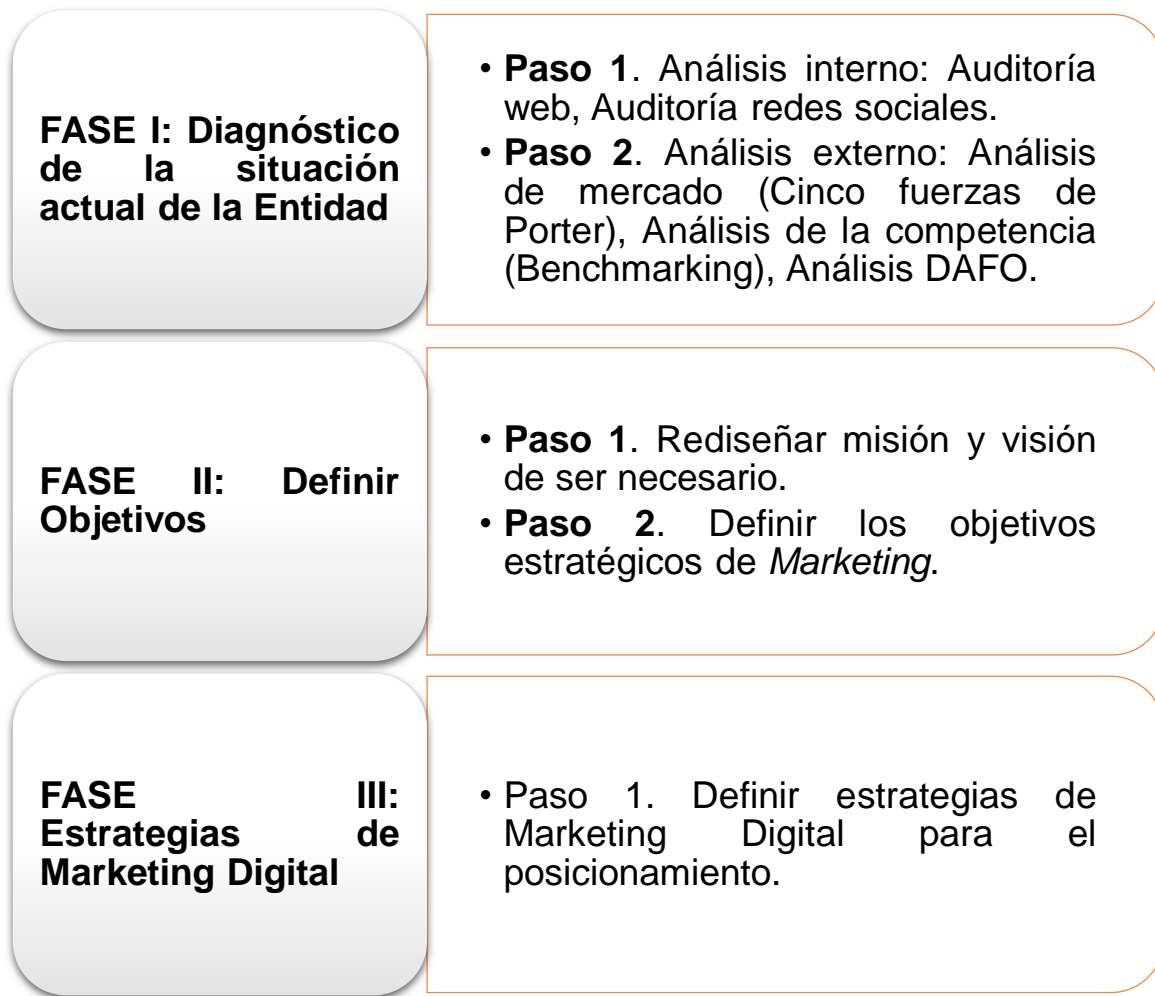 FASE I: Diagnóstico
de la situación
actual de la Entidad
• Paso 1. Análisis interno: Auditoría
web, Auditoría redes sociales.
• Paso 2. Análisis externo: Análisis
de mercado (Cinco fuerzas de
Porter), Análisis de la competencia
(Benchmarking), Análisis DAFO.
FASE II: Definir
Objetivos
• Paso 1. Rediseñar misión y visión
de ser necesario.
• Paso 2. Definir los objetivos
estratégicos de Marketing.
FASE III:
Estrategias de
Marketing Digital
• Paso 1. Definir estrategias de
Marketing Digital para el
posicionamiento.